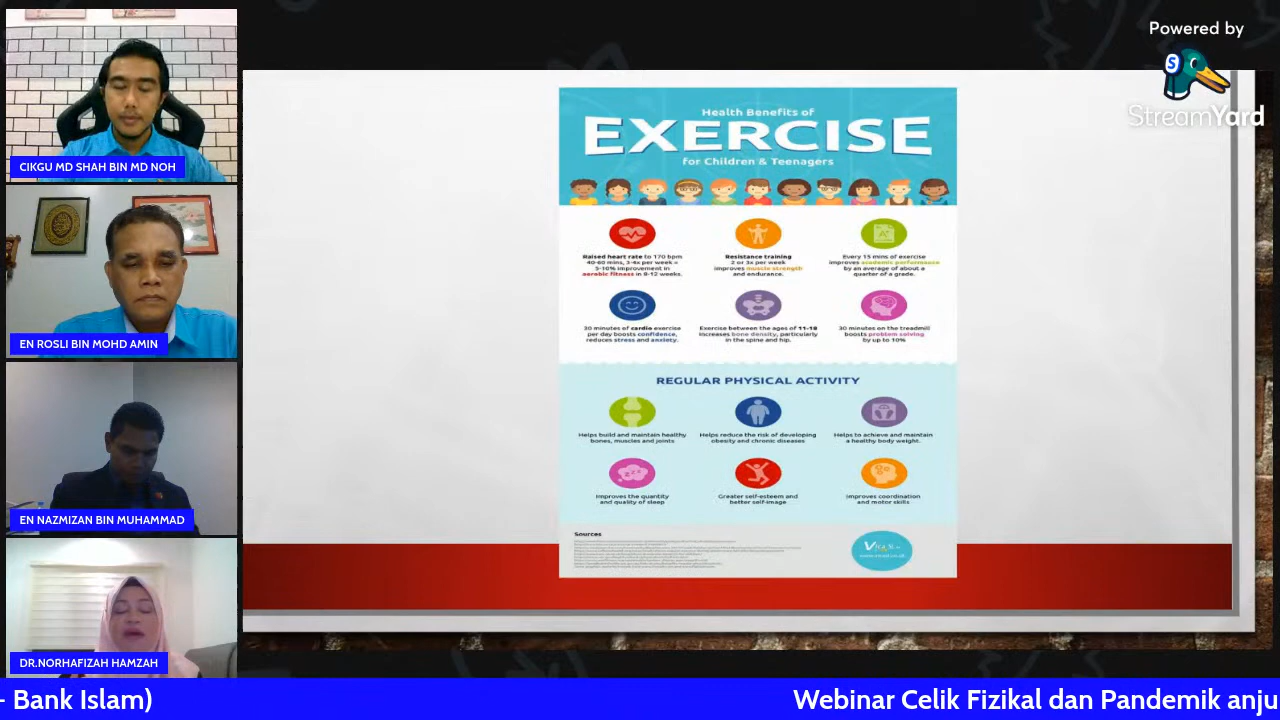 Powered by
StreamYard
CIKGU MD SHAH BIN MD NOH
EN ROSLI BIN MOHD AMIN
EN NAZMIZAN BIN MUHAMMAD
DR.NORHAFIZAH HAMZAH
Health Benefits of
EXERCISE
for Children & Teenagers
Raised heart rate to 170 bpm
40-60 mins, 3-4x per week =
5-10% improvement in
aerobic fitness in 8-12 weeks.
Resistance training
2 or 3x per week
improves muscle strength
and endurance.
Every 15 mins of exercise
improves academic performance
by an average of about a
quarter of a grade.
20 minutes of cardio exercise
per day boosts confidence,
reduces stress and anxiety.
Exercise between the ages of 11-18
increases bone density, particularly
in the spine and hip.
30 minutes on the treadmill
boosts problem solving
by up to 10%
REGULAR PHYSICAL ACTIVITY
Helps build and maintain healthy
bones, muscles and joints
Helps reduce the risk of developing
obesity and chronic diseases
Helps to achieve and maintain
a healthy body weight.
Improves the quantity
and quality of sleep
Greater self-esteem and
better self-image
Improves coordination
and motor skills
Sources
- Bank Islam)
Webinar Celik Fizikal dan Pandemik anju